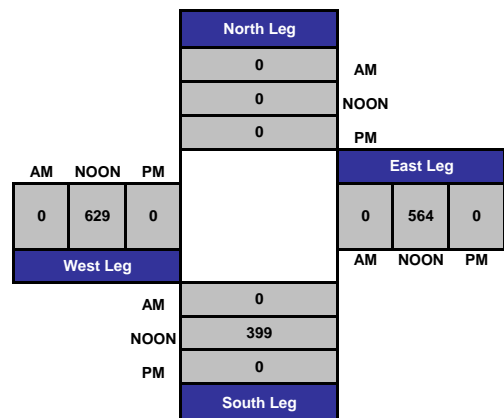 North Leg
0 AM
0 NOON
0 PM
AM NOON PM
East Leg
0 629 0
0 564 0
West Leg
AM NOON PM
AM 0
NOON 399
PM 0
South Leg